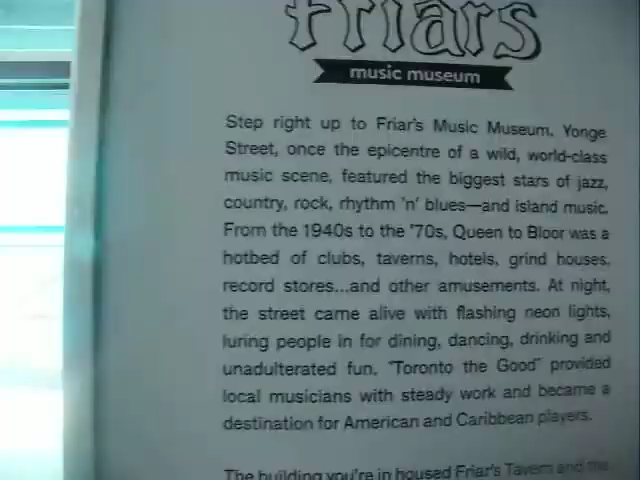 Friars
music museum
Step right up to Friar's Music Museum. Yonge
Street, once the epicentre of a wild, world-class
music scene, featured the biggest stars of jazz,
country, rock, rhythm 'n' blues—and island music.
From the 1940s to the '70s, Queen to Bloor was a
hotbed of clubs, taverns, hotels, grind houses,
record stores...and other amusements. At night,
the street came alive with flashing neon lights,
luring people in for dining, dancing, drinking and
unadulterated fun. "Toronto the Good" provided
local musicians with steady work and became a
destination for American and Caribbean players.
The building you're in housed Friar's Tavern and the